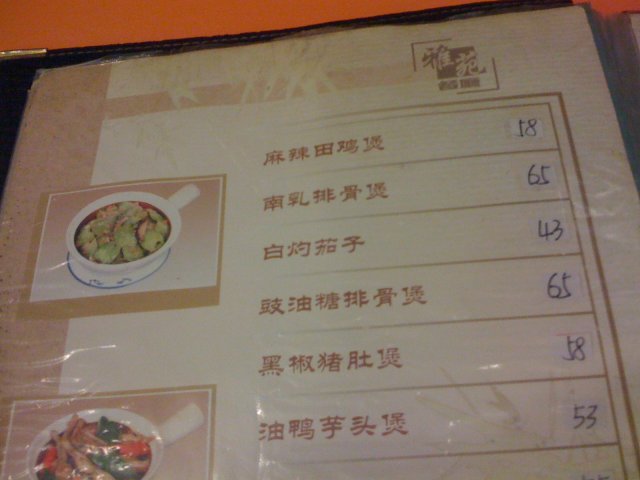 雅苑
麻辣田鸡煲 58
南乳排骨煲 65
白灼茄子 43
豉油糖排骨煲 65
黑椒猪肚煲 58
油鸭芋头煲 53